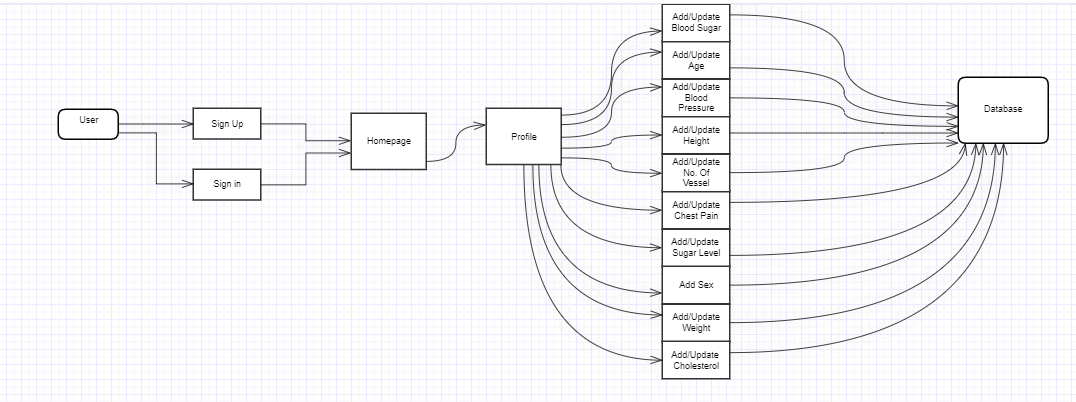 User
Sign Up
Sign in
Homepage
Profile
Add/Update
Blood Sugar
Add/Update
Age
Add/Update
Blood
Pressure
Add/Update
Height
Add/Update
No. Of
Vessel
Add/Update
Chest Pain
Add/Update
Sugar Level
Add Sex
Add/Update
Weight
Add/Update
Cholesterol
Database